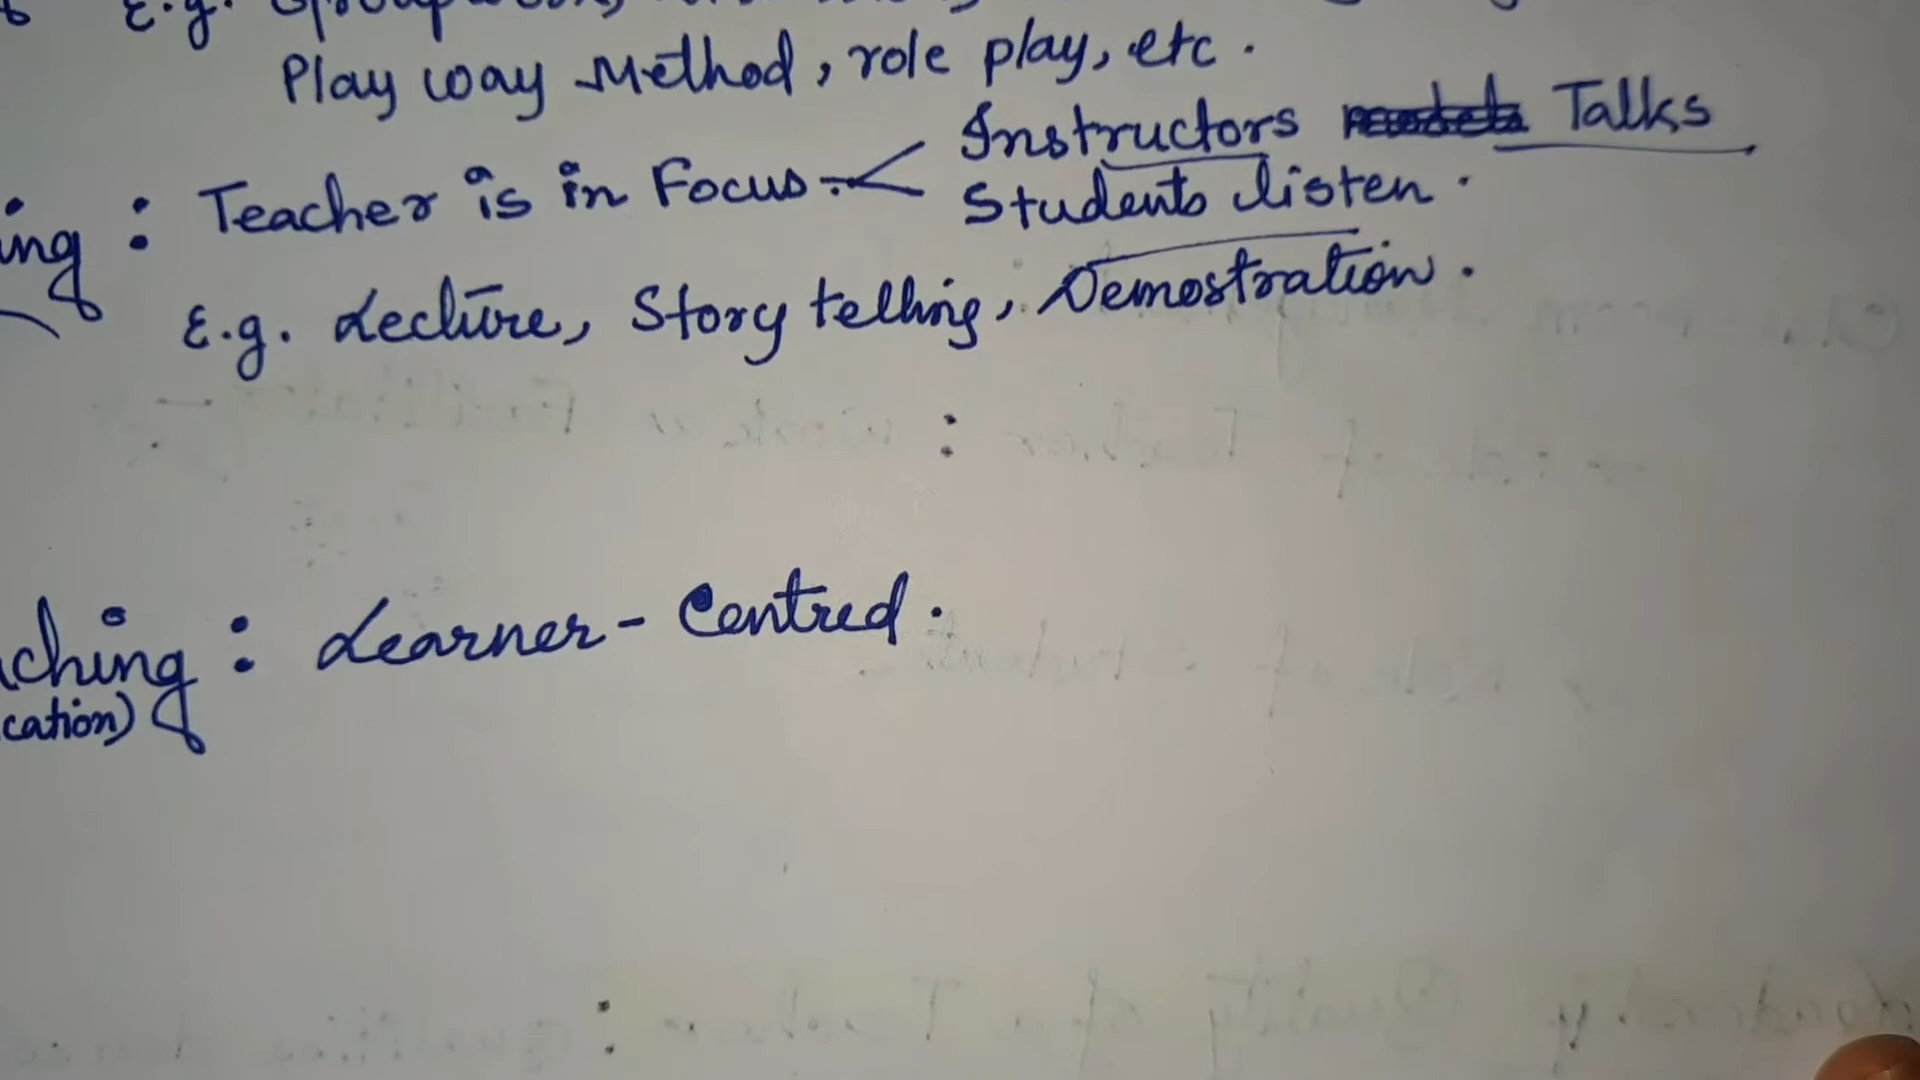 E.g.
Play way Method, role play, etc.
Instructors Talks
ing : Teacher is in Focus :-
Students listen.
E.g. Lecture, Story telling, Demostration.
:
ching : Learner-Centred.
cation)
: